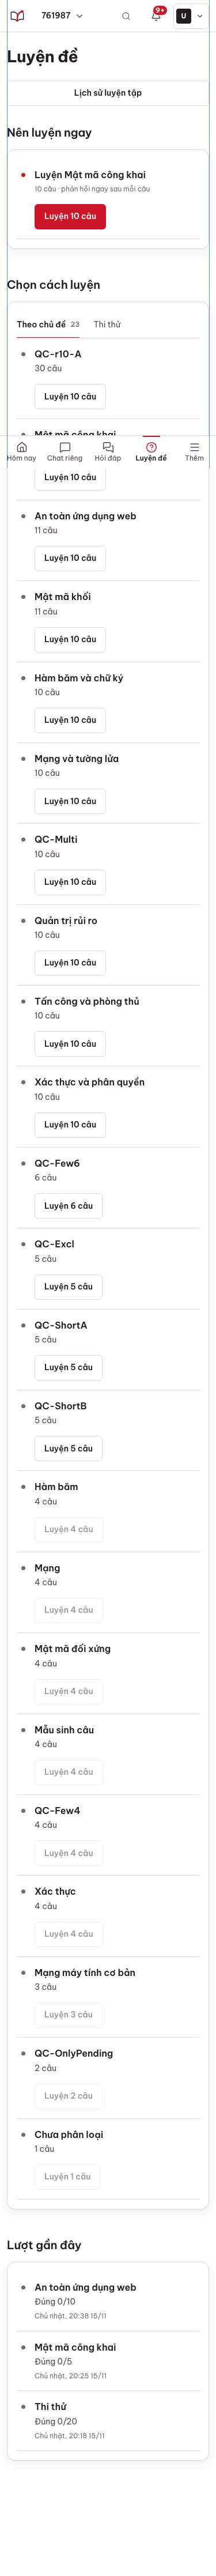 761987
9+
U
Luyện đề
Lịch sử luyện tập
Nên luyện ngay
Luyện Mật mã công khai
10 câu · phản hồi ngay sau mỗi câu
Luyện 10 câu
Chọn cách luyện
Theo chủ đề 23 Thi thử
QC-r10-A
30 câu
Luyện 10 câu
Mật mã công khai
Hôm nay Chat riêng Hỏi đáp Luyện đề Thêm
Luyện 10 câu
An toàn ứng dụng web
11 câu
Luyện 10 câu
Mật mã khối
11 câu
Luyện 10 câu
Hàm băm và chữ ký
10 câu
Luyện 10 câu
Mạng và tường lửa
10 câu
Luyện 10 câu
QC-Multi
10 câu
Luyện 10 câu
Quản trị rủi ro
10 câu
Luyện 10 câu
Tấn công và phòng thủ
10 câu
Luyện 10 câu
Xác thực và phân quyền
10 câu
Luyện 10 câu
QC-Few6
6 câu
Luyện 6 câu
QC-Excl
5 câu
Luyện 5 câu
QC-ShortA
5 câu
Luyện 5 câu
QC-ShortB
5 câu
Luyện 5 câu
Hàm băm
4 câu
Luyện 4 câu
Mạng
4 câu
Luyện 4 câu
Mật mã đối xứng
4 câu
Luyện 4 câu
Mẫu sinh câu
4 câu
Luyện 4 câu
QC-Few4
4 câu
Luyện 4 câu
Xác thực
4 câu
Luyện 4 câu
Mạng máy tính cơ bản
3 câu
Luyện 3 câu
QC-OnlyPending
2 câu
Luyện 2 câu
Chưa phân loại
1 câu
Luyện 1 câu
Lượt gần đây
An toàn ứng dụng web
Đúng 0/10
Chủ nhật, 20:38 15/11
Mật mã công khai
Đúng 0/5
Chủ nhật, 20:25 15/11
Thi thử
Đúng 0/20
Chủ nhật, 20:18 15/11